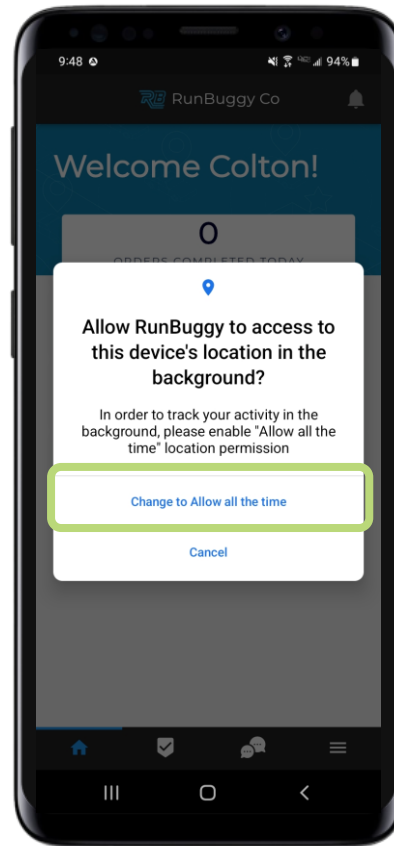 9:48 94%
RunBuggy Co
Welcome Colton!
0
ORDERS COMPLETED TODAY
Allow RunBuggy to access to
this device's location in the
background?
In order to track your activity in the
background, please enable "Allow all the
time" location permission
Change to Allow all the time
Cancel